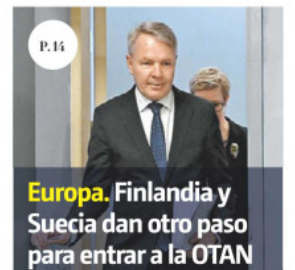 P.14
Europa. Finlandia y
Suecia dan otro paso
para entrar a la OTAN